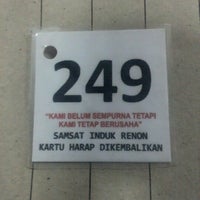 249
"KAMI BELUM SEMPURNA TETAPI
KAMI TETAP BERUSAHA"
SAMSAT INDUK RENON
KARTU HARAP DIKEMBALIKAN